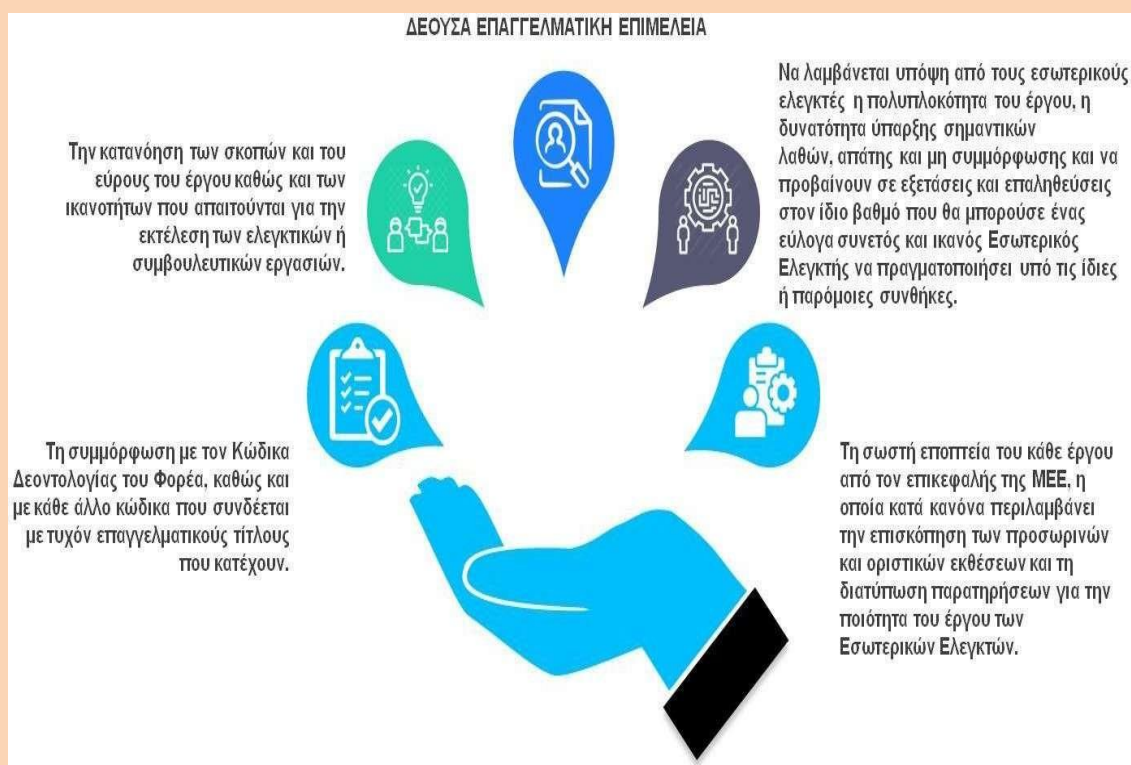 ΔΕΟΥΣΑ ΕΠΑΓΓΕΛΜΑΤΙΚΗ ΕΠΙΜΕΛΕΙΑ
Την κατανόηση των σκοπών και του
εύρους του έργου καθώς και των
ικανοτήτων που απαιτούνται για την
εκτέλεση των ελεγκτικών ή
συμβουλευτικών εργασιών.
Να λαμβάνεται υπόψη από τους εσωτερικούς
ελεγκτές η πολυπλοκότητα του έργου, η
δυνατότητα ύπαρξης σημαντικών
λαθών, απάτης και μη συμμόρφωσης και να
προβαίνουν σε εξετάσεις και επαληθεύσεις
στον ίδιο βαθμό που θα μπορούσε ένας
εύλογα συνετός και ικανός Εσωτερικός
Ελεγκτής να πραγματοποιήσει υπό τις ίδιες
ή παρόμοιες συνθήκες.
Τη συμμόρφωση με τον Κώδικα
Δεοντολογίας του Φορέα, καθώς και
με κάθε άλλο κώδικα που συνδέεται
με τυχόν επαγγελματικούς τίτλους
που κατέχουν.
Τη σωστή εποπτεία του κάθε έργου
από τον επικεφαλής της ΜΕΕ, η
οποία κατά κανόνα περιλαμβάνει
την επισκόπηση των προσωρινών
και οριστικών εκθέσεων και τη
διατύπωση παρατηρήσεων για την
ποιότητα του έργου των
Εσωτερικών Ελεγκτών.